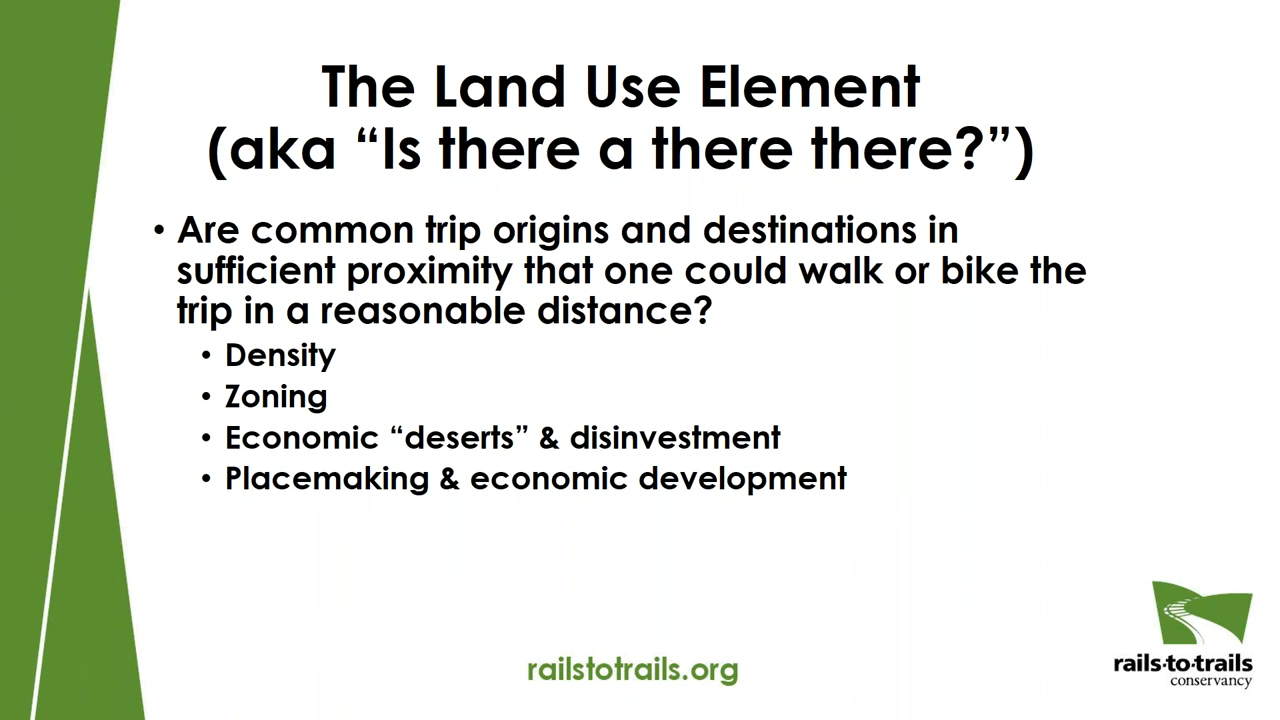 The Land Use Element
(aka “Is there a there there?”)
• Are common trip origins and destinations in
sufficient proximity that one could walk or bike the
trip in a reasonable distance?
• Density
• Zoning
• Economic “deserts” & disinvestment
• Placemaking & economic development
railstotrails.org
rails·to·trails
conservancy